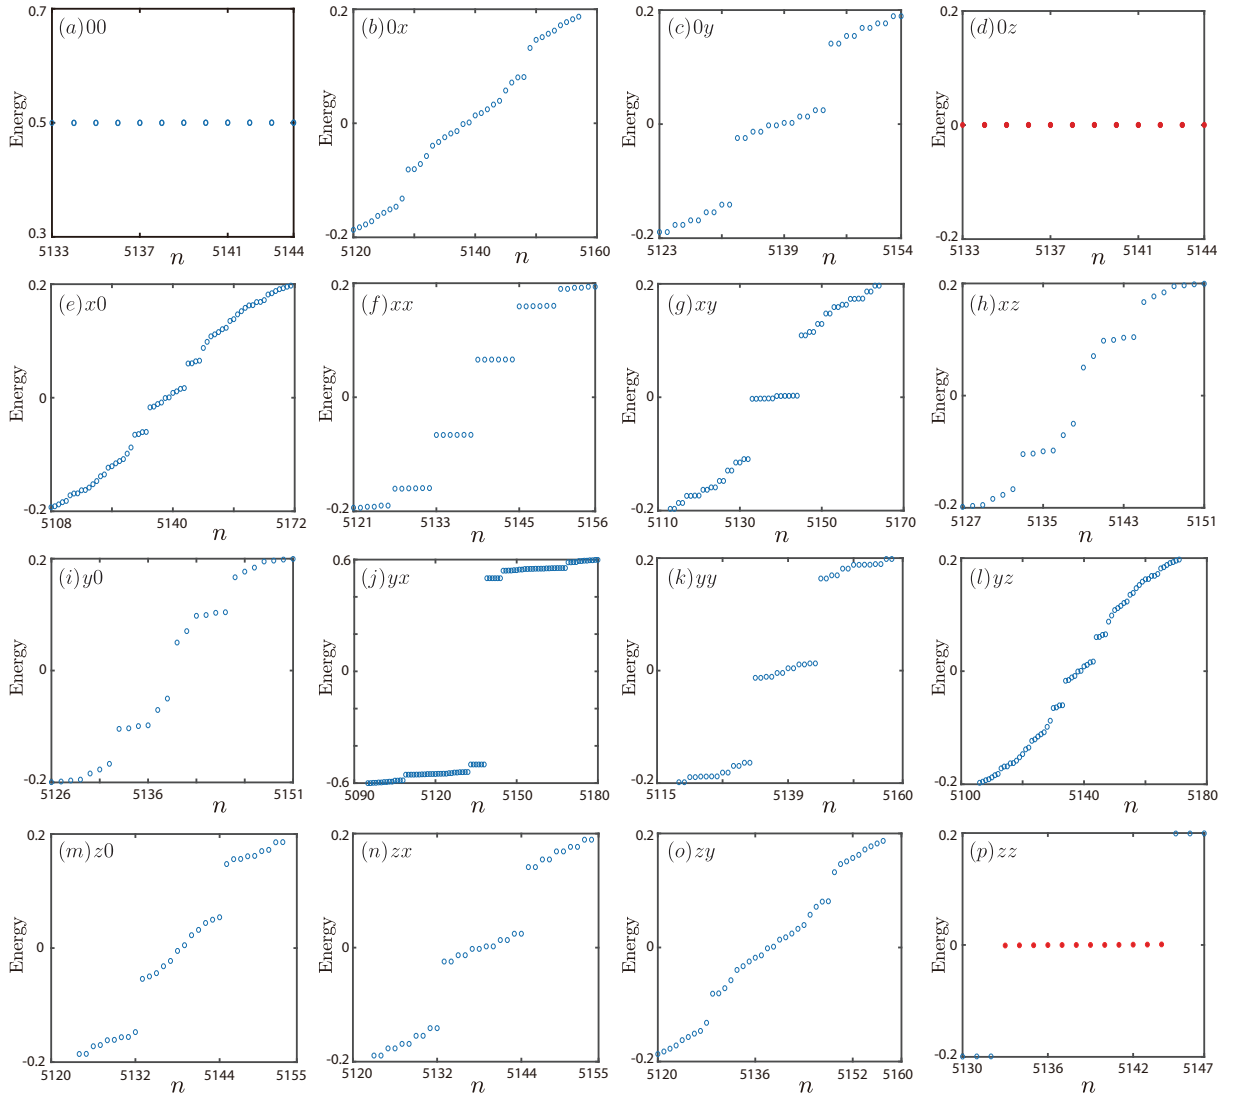 (a)00
0.7
0.5
0.3
Energy
5133 5137 5141 5144
n
(b)0x
0.2
0
-0.2
5120 5140 5160
n
(c)0y
0.2
0
-0.2
Energy
5123 5139 5154
n
(d)0z
0.2
0
-0.2
Energy
5133 5137 5141 5144
n
(e)x0
0.2
0
-0.2
Energy
5108 5140 5172
n
(f)xx
0.2
0
-0.2
Energy
5121 5133 5145 5156
n
(g)xy
0.2
0
-0.2
Energy
5110 5130 5150 5170
n
(h)xz
0.2
0
-0.2
Energy
5127 5135 5143 5151
n
(i)y0
0.2
0
-0.2
Energy
5126 5136 5151
n
(j)yx
0.6
0
-0.6
Energy
5090 5120 5150 5180
n
(k)yy
0.2
0
-0.2
Energy
5115 5139 5160
n
(l)yz
0.2
0
-0.2
Energy
5100 5140 5180
n
(m)z0
0.2
0
-0.2
Energy
5120 5132 5144 5155
n
(n)zx
0.2
0
-0.2
Energy
5120 5132 5144 5155
n
(o)zy
0.2
0
-0.2
Energy
5120 5136 5152 5160
n
(p)zz
0.2
0
-0.2
Energy
5130 5136 5142 5147
n